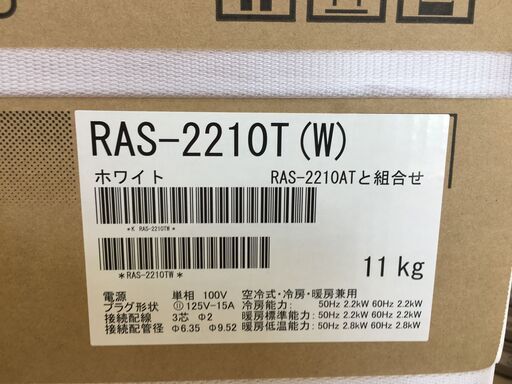 RAS-2210T(W)
ホワイト RAS-2210ATと組合せ
*K RAS-2210TW*
*RAS-2210TW*
11kg
電源 単相 100V 空冷式・冷房・暖房兼用
プラグ形状 125V-15A 冷房能力: 50Hz 2.2kW 60Hz 2.2kW
接続配線 3芯 Φ2 暖房標準能力: 50Hz 2.2kW 60Hz 2.2kW
接続配管径 Φ6.35 Φ9.52 暖房低温能力: 50Hz 2.8kW 60Hz 2.8kW